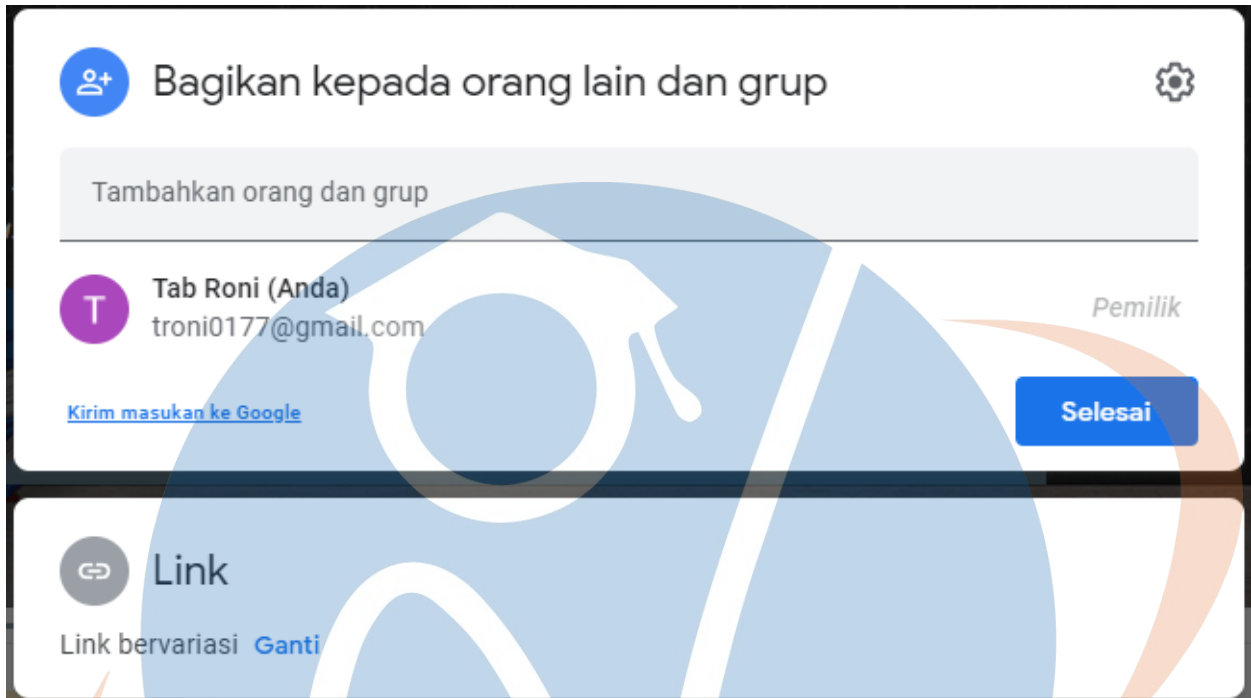 Bagikan kepada orang lain dan grup
Tambahkan orang dan grup
T
Tab Roni (Anda)
troni0177@gmail.com
Pemilik
Kirim masukan ke Google
Selesai
Link
Link bervariasi Ganti